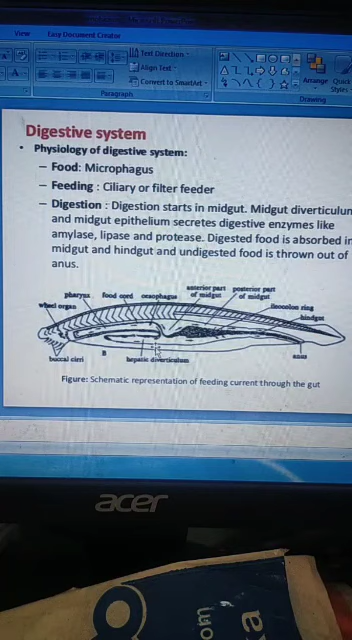 View
Easy Document Creator
Text Direction
Align Text
Convert to SmartArt
Arrange
Quick
Styles
Paragraph
Drawing
Digestive system
• Physiology of digestive system:
– Food: Microphagus
– Feeding : Ciliary or filter feeder
– Digestion : Digestion starts in midgut. Midgut diverticulum
and midgut epithelium secretes digestive enzymes like
amylase, lipase and protease. Digested food is absorbed in
midgut and hindgut and undigested food is thrown out of
anus.
anterior part
of midgut
posterior part
of midgut
pharynx
food cord
oesophagus
wheel organ
ileocolon ring
hindgut
buccal cirri
B
hepatic diverticulum
anus
Figure: Schematic representation of feeding current through the gut
acer
om
a